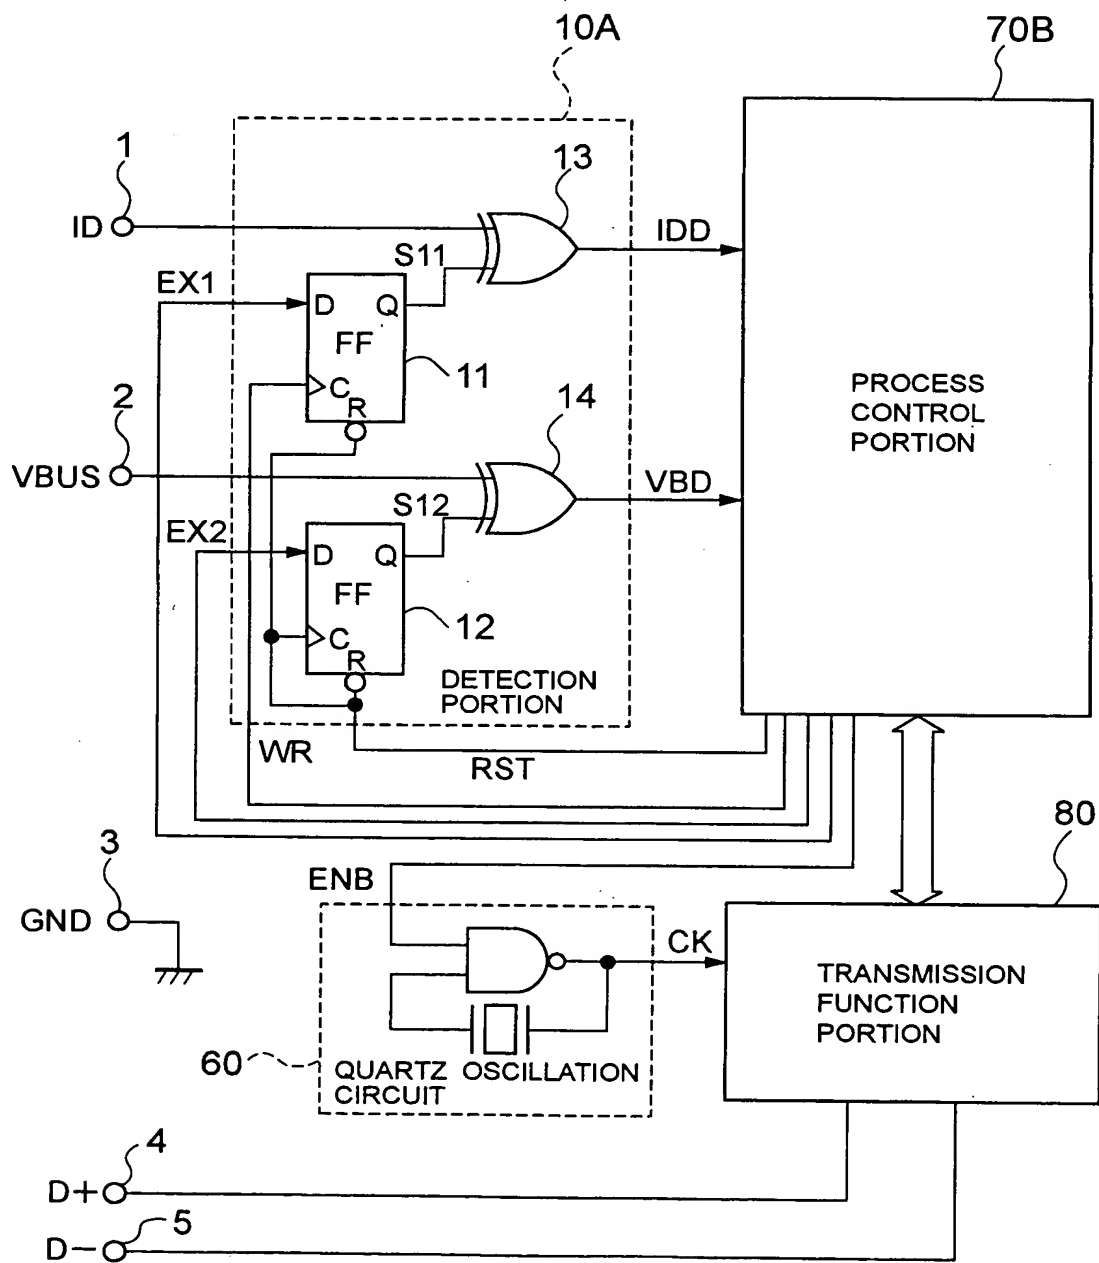 10A
70B
1
13
ID
IDD
S11
EX1
D
Q
FF
11
C
R
2
14
PROCESS
CONTROL
PORTION
VBUS
VBD
S12
EX2
D
Q
FF
12
C
R
DETECTION
PORTION
WR
RST
3
80
ENB
GND
CK
TRANSMISSION
FUNCTION
PORTION
60
QUARTZ OSCILLATION
CIRCUIT
4
D+
5
D−